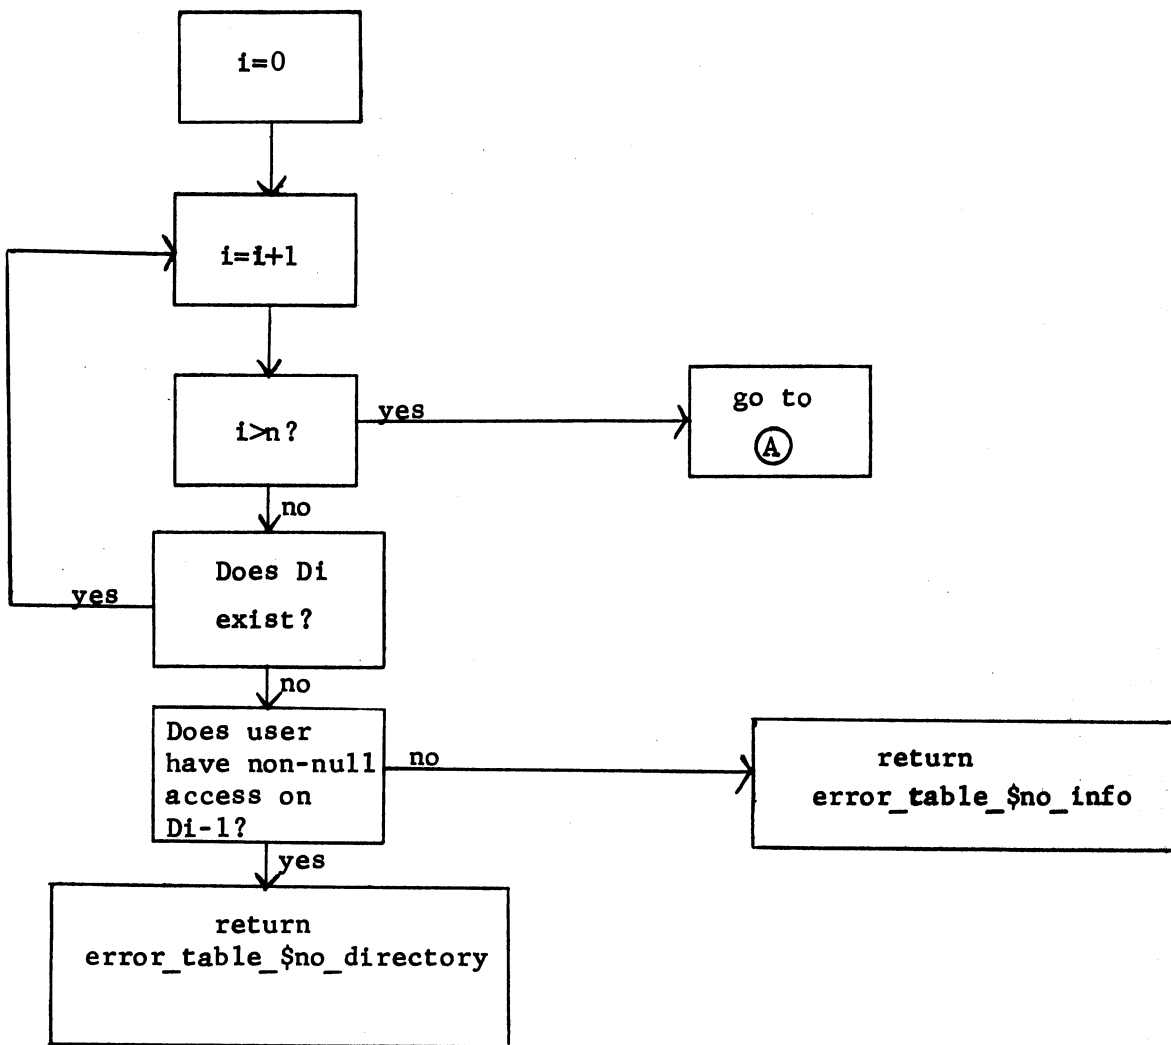 i=0
i=i+1
i>n?
yes
go to
A
no
Does Di
exist?
yes
no
Does user
have non-null
access on
Di-1?
no
return
error_table_$no_info
yes
return
error_table_$no_directory